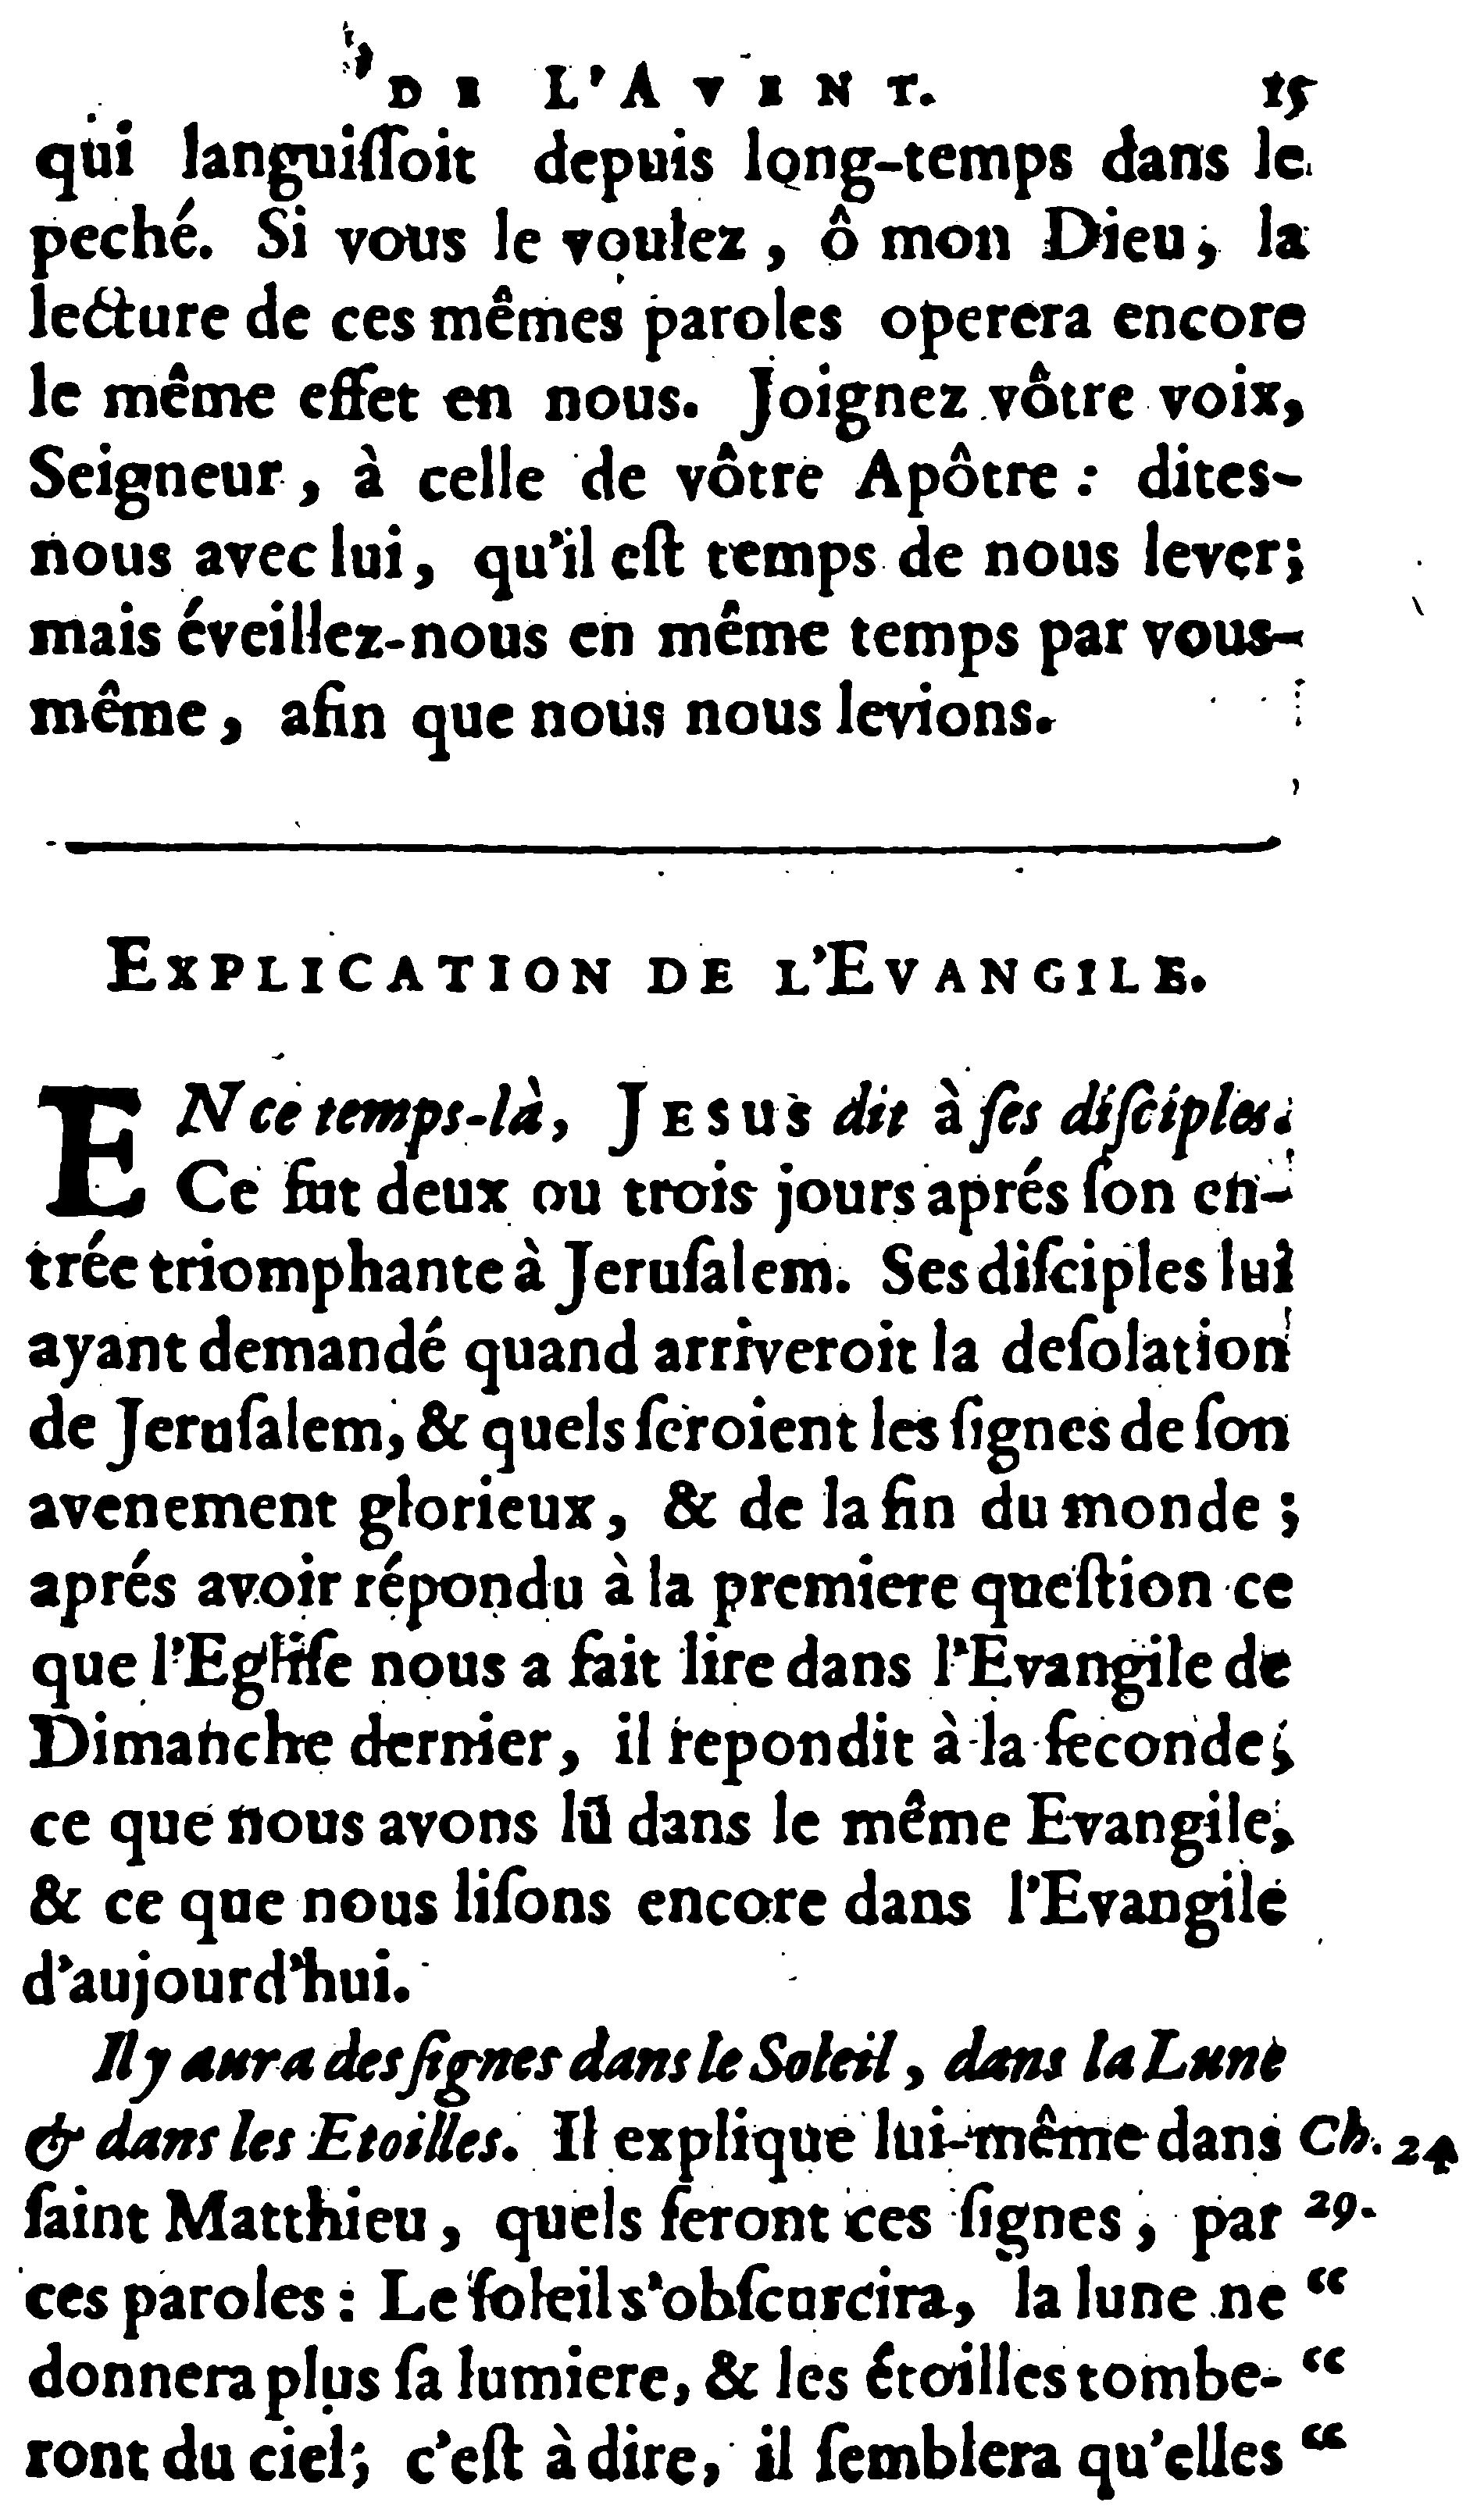 DE L'AVENT. 15
qui languiſſoit depuis long-temps dans le
peché. Si vous le voulez, ô mon Dieu, la
lecture de ces mêmes paroles operera encore
le même effet en nous. Joignez vôtre voix,
Seigneur, à celle de vôtre Apôtre : dites-
nous avec lui, qu'il eſt temps de nous lever;
mais éveillez-nous en même temps par vous-
même, afin que nous nous levions.
EXPLICATION DE L'EVANGILE.
EN ce temps-là, JESUS dit à ſes diſciples.
Ce fut deux ou trois jours aprés ſon en-
trée triomphante à Jeruſalem. Ses diſciples lui
ayant demandé quand arriveroit la deſolation
de Jeruſalem, & quels ſeroient les ſignes de ſon
avenement glorieux, & de la fin du monde ;
aprés avoir répondu à la premiere queſtion ce
que l'Egliſe nous a fait lire dans l'Evangile de
Dimanche dernier, il repondit à la ſeconde,
ce que nous avons lû dans le même Evangile,
& ce que nous liſons encore dans l'Evangile
d'aujourd'hui.
Il y aura des ſignes dans le Soleil, dans la Lune
& dans les Etoilles. Il explique lui-même dans Ch. 24
ſaint Matthieu, quels ſeront ces ſignes, par 29.
ces paroles : Le ſoleil s'obſcurcira, la lune ne “
donnera plus ſa lumiere, & les étoilles tombe- “
ront du ciel; c'eſt à dire, il ſemblera qu'elles “